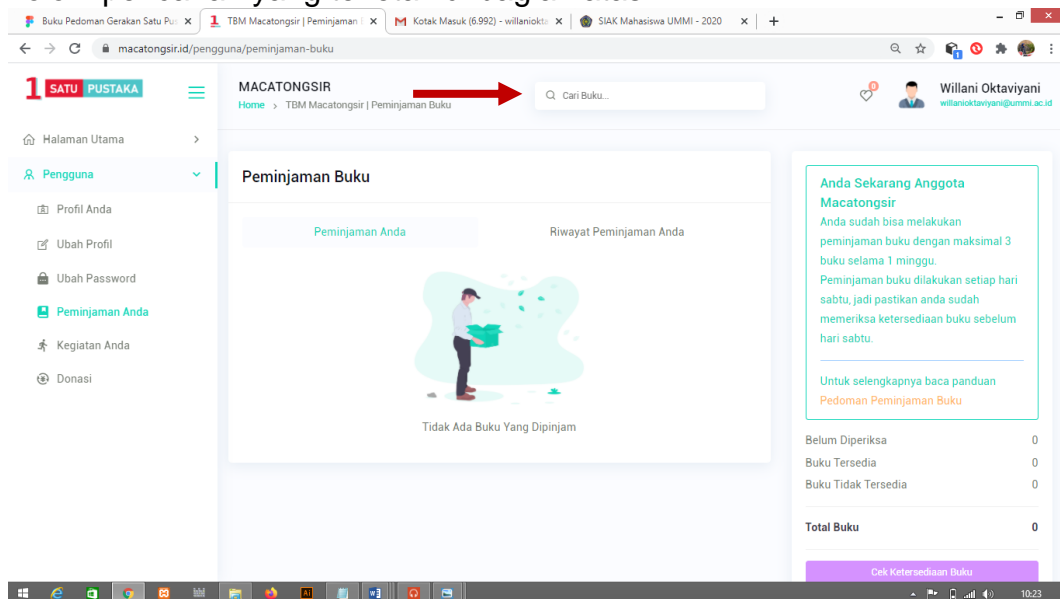 Buku Pedoman Gerakan Satu Pus
TBM Macatongsir | Peminjaman
Kotak Masuk (6.992) - willaniokta
SIAK Mahasiswa UMMI - 2020
macatongsir.id/pengguna/peminjaman-buku
1 SATU PUSTAKA
MACATONGSIR
Home > TBM Macatongsir | Peminjaman Buku
Cari Buku...
0
Willani Oktaviyani
willanioktaviyani@ummi.ac.id
Halaman Utama
Pengguna
Profil Anda
Ubah Profil
Ubah Password
Peminjaman Anda
Kegiatan Anda
Donasi
Peminjaman Buku
Peminjaman Anda
Riwayat Peminjaman Anda
Tidak Ada Buku Yang Dipinjam
Anda Sekarang Anggota
Macatongsir
Anda sudah bisa melakukan
peminjaman buku dengan maksimal 3
buku selama 1 minggu.
Peminjaman buku dilakukan setiap hari
sabtu, jadi pastikan anda sudah
memeriksa ketersediaan buku sebelum
hari sabtu.
Untuk selengkapnya baca panduan
Pedoman Peminjaman Buku
Belum Diperiksa 0
Buku Tersedia 0
Buku Tidak Tersedia 0
Total Buku 0
Cek Ketersediaan Buku
10:23